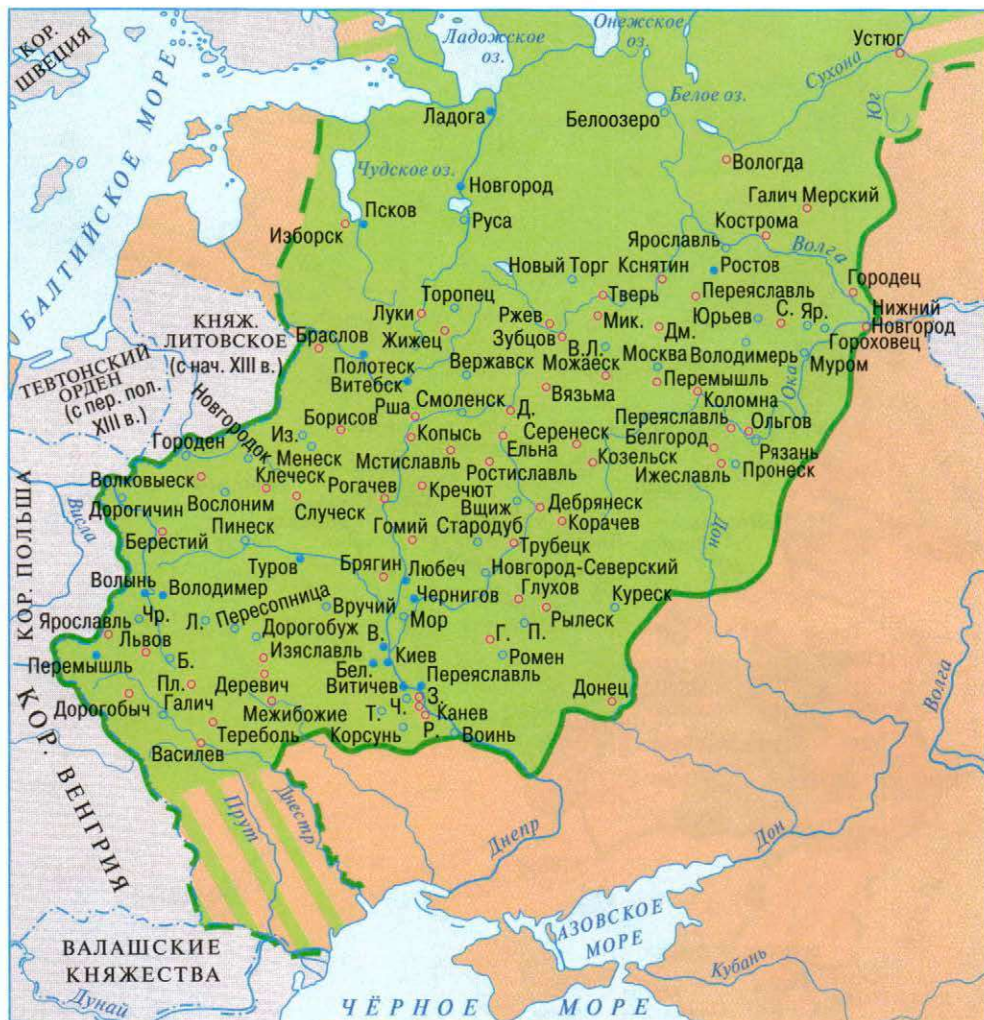 КОР.
ШВЕЦИЯ
БАЛТИЙСКОЕ МОРЕ
Ладожское
оз.
Онежское
оз.
Устюг
Сухона
Юг
Белое оз.
Белоозеро
Ладога
Вологда
Чудское оз.
Новгород
Галич Мерский
Псков
Руса
Кострома
Изборск
Ярославль
Волга
Новый Торг
Кснятин
Ростов
Городец
Торопец
Тверь
Переяславль
Нижний
Новгород
Луки
Ржев
Мик.
Юрьев
С.
Яр.
КНЯЖ.
ЛИТОВСКОЕ
(с нач. XIII в.)
Браслов
Жижец
Зубцов
Дм.
Гороховец
В.Л.
Москва
Володимерь
ТЕВТОНСКИЙ
ОРДЕН
(с пер. пол.
XIII в.)
Полотеск
Вержавск
Можаеск
Муром
Витебск
Перемышль
Ока
Вязьма
Коломна
Новгородок
Борисов
Рша
Смоленск
Д.
Переяславль
Ольгов
Городен
Из.
Копысь
Серенеск
Белгород
Рязань
Менеск
Ельна
Козельск
Пронеск
Мстиславль
Ижеславль
Волковыеск
Клеческ
Ростиславль
Рогачев
Кречют
Дорогичин
Вослоним
Случеск
Вщиж
Дебрянеск
Дон
Висла
Пинеск
Гомий
Стародуб
Корачев
Берестий
Трубецк
КОР. ПОЛЬША
Туров
Брягин
Любеч
Новгород-Северский
Волынь
Володимер
Чернигов
Глухов
Куреск
Ярославль
Чр.
Л.
Пересопница
Вручий
Мор
Рылеск
Львов
Дорогобуж
В.
Г.
П.
Перемышль
Б.
Изяславль
Киев
Ромен
Бел.
Переяславль
Пл.
Деревич
Витичев
З.
Донец
Дорогобыч
Галич
Ч.
Межибожие
Т.
Канев
Тереболь
Корсунь
Р.
Воинь
Василев
Волга
КОР. ВЕНГРИЯ
Прут
Днестр
Днепр
Дон
ВАЛАШСКИЕ
КНЯЖЕСТВА
АЗОВСКОЕ
МОРЕ
Кубань
Дунай
ЧЁРНОЕ МОРЕ